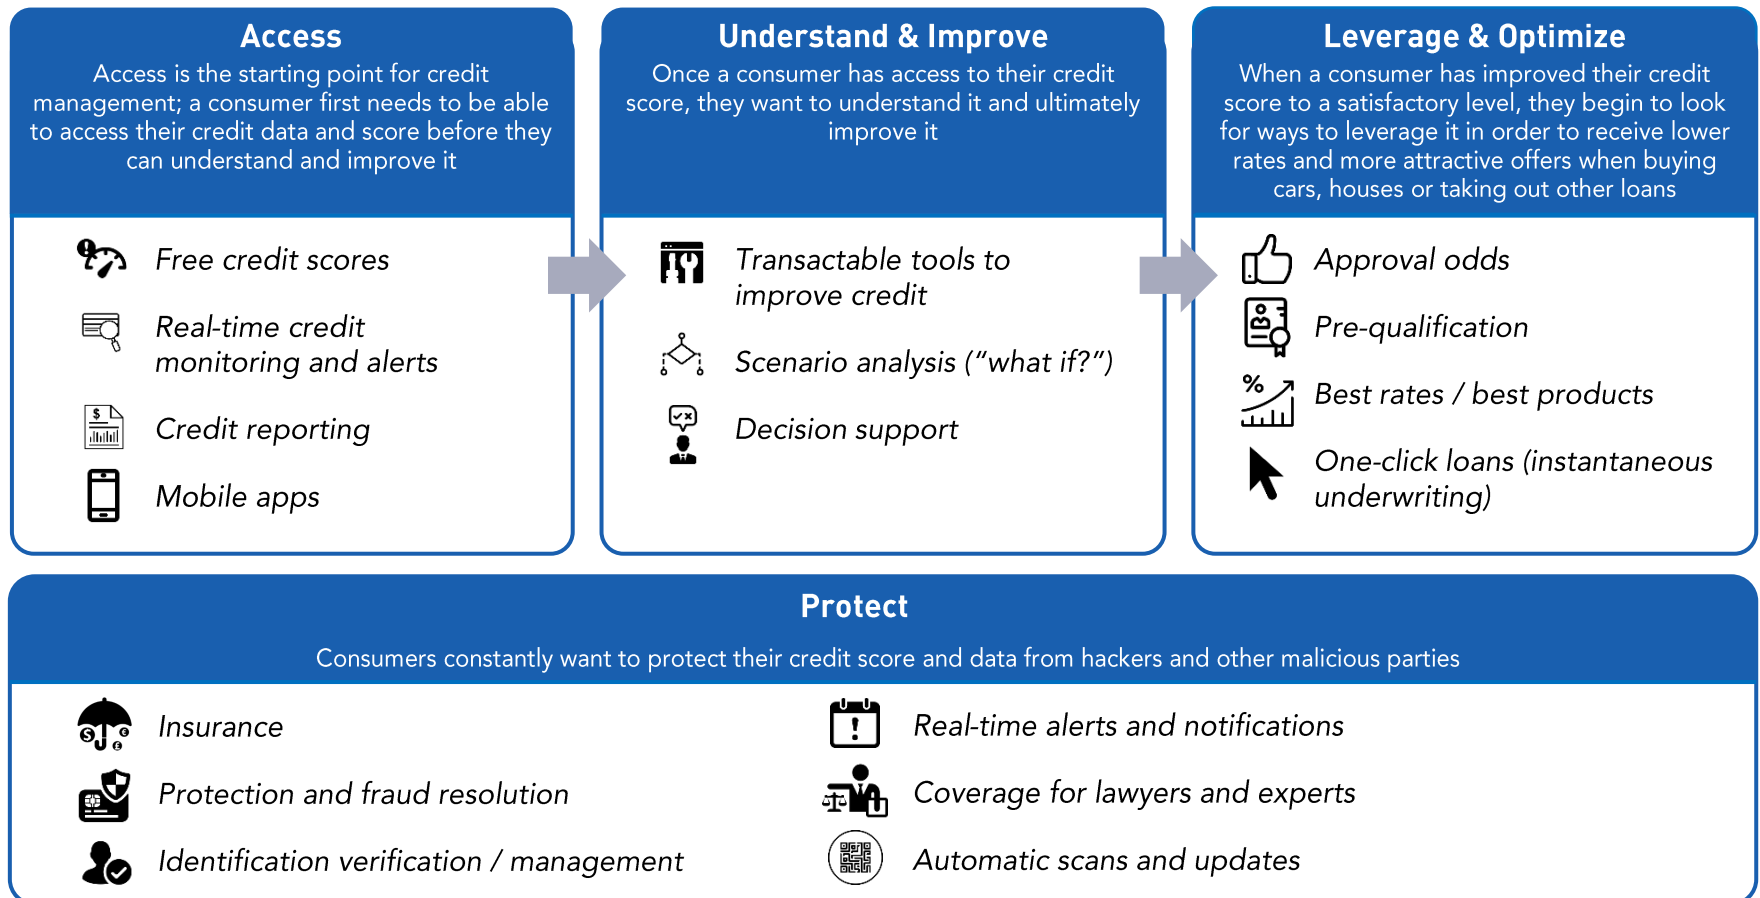 Access
Access is the starting point for credit
management; a consumer first needs to be able
to access their credit data and score before they
can understand and improve it
Free credit scores
Real-time credit
monitoring and alerts
Credit reporting
Mobile apps
Understand & Improve
Once a consumer has access to their credit
score, they want to understand it and ultimately
improve it
Transactable tools to
improve credit
Scenario analysis (“what if?”)
Decision support
Leverage & Optimize
When a consumer has improved their credit
score to a satisfactory level, they begin to look
for ways to leverage it in order to receive lower
rates and more attractive offers when buying
cars, houses or taking out other loans
Approval odds
Pre-qualification
%
Best rates / best products
One-click loans (instantaneous
underwriting)
Protect
Consumers constantly want to protect their credit score and data from hackers and other malicious parties
Insurance
Protection and fraud resolution
Identification verification / management
Real-time alerts and notifications
Coverage for lawyers and experts
Automatic scans and updates